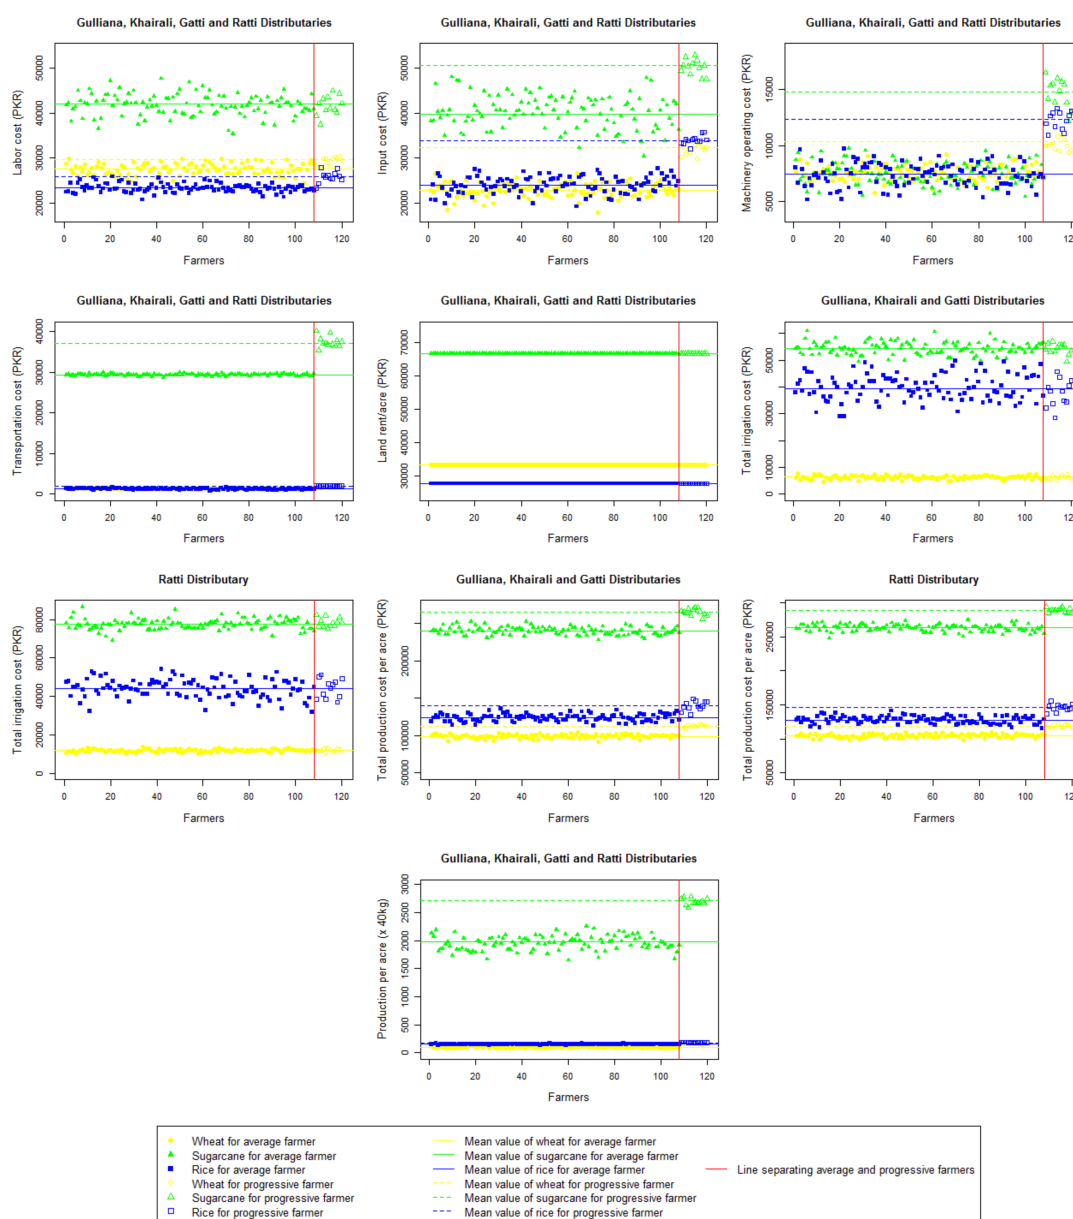 Gulliana, Khairali, Gatti and Ratti Distributaries
Labor cost (PKR)
50000
40000
30000
20000
0 20 40 60 80 100 120
Farmers
Gulliana, Khairali, Gatti and Ratti Distributaries
Input cost (PKR)
50000
40000
30000
20000
0 20 40 60 80 100 120
Farmers
Gulliana, Khairali, Gatti and Ratti Distributaries
Machinery operating cost (PKR)
15000
10000
5000
0 20 40 60 80 100 120
Farmers
Gulliana, Khairali, Gatti and Ratti Distributaries
Transportation cost (PKR)
40000
30000
20000
10000
0
0 20 40 60 80 100 120
Farmers
Gulliana, Khairali, Gatti and Ratti Distributaries
Land rent/acre (PKR)
70000
60000
50000
40000
30000
0 20 40 60 80 100 120
Farmers
Gulliana, Khairali and Gatti Distributaries
Total irrigation cost (PKR)
50000
30000
10000
0
0 20 40 60 80 100 120
Farmers
Ratti Distributary
Total irrigation cost (PKR)
80000
60000
40000
20000
0
0 20 40 60 80 100 120
Farmers
Gulliana, Khairali and Gatti Distributaries
Total production cost per acre (PKR)
200000
100000
50000
0 20 40 60 80 100 120
Farmers
Ratti Distributary
Total production cost per acre (PKR)
250000
150000
50000
0 20 40 60 80 100 120
Farmers
Gulliana, Khairali, Gatti and Ratti Distributaries
Production per acre (x 40kg)
3000
2500
2000
1500
1000
500
0
0 20 40 60 80 100 120
Farmers
Wheat for average farmer
Sugarcane for average farmer
Rice for average farmer
Wheat for progressive farmer
Sugarcane for progressive farmer
Rice for progressive farmer
Mean value of wheat for average farmer
Mean value of sugarcane for average farmer
Mean value of rice for average farmer
Mean value of wheat for progressive farmer
Mean value of sugarcane for progressive farmer
Mean value of rice for progressive farmer
Line separating average and progressive farmers